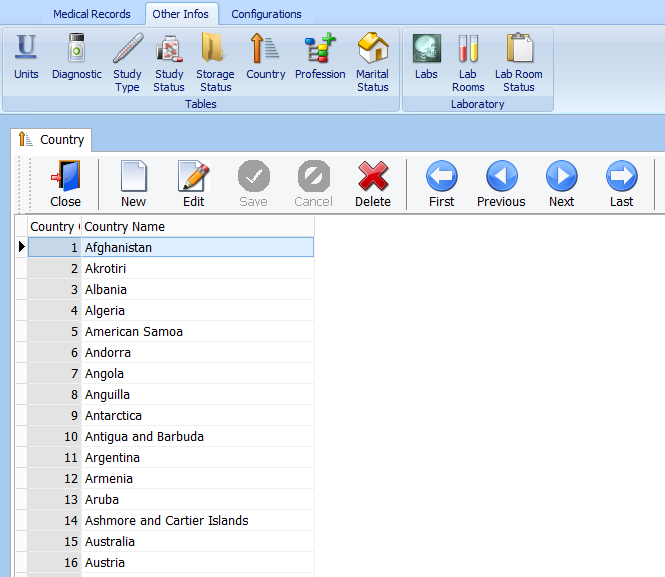 Medical Records Other Infos Configurations
U
Units Diagnostic Study Type Study Status Storage Status Country Profession Marital Status Labs Lab Rooms Lab Room Status
Tables Laboratory
Country
Close New Edit Save Cancel Delete First Previous Next Last
Country Country Name
1 Afghanistan
2 Akrotiri
3 Albania
4 Algeria
5 American Samoa
6 Andorra
7 Angola
8 Anguilla
9 Antarctica
10 Antigua and Barbuda
11 Argentina
12 Armenia
13 Aruba
14 Ashmore and Cartier Islands
15 Australia
16 Austria